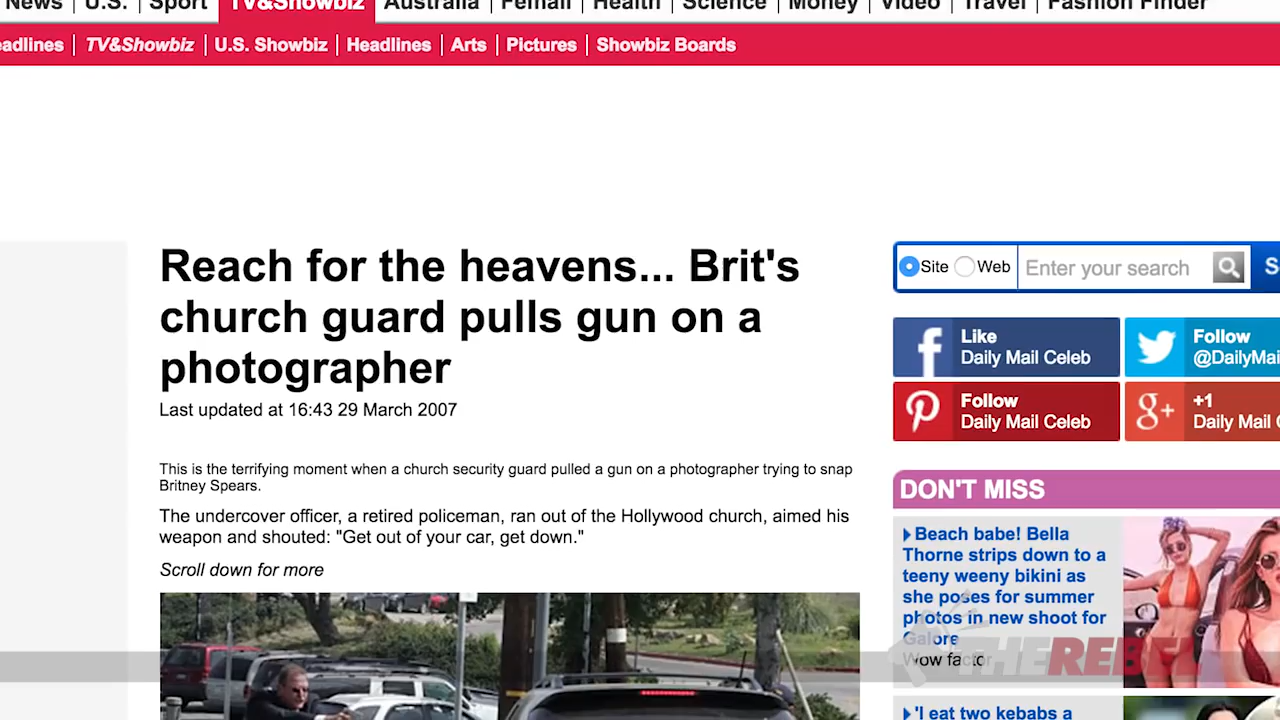 News U.S. Sport TV&Showbiz Australia Femail Health Science Money Video Travel Fashion Finder
TV&Showbiz U.S. Showbiz Headlines Arts Pictures Showbiz Boards
Reach for the heavens... Brit's
church guard pulls gun on a
photographer
Last updated at 16:43 29 March 2007
This is the terrifying moment when a church security guard pulled a gun on a photographer trying to snap
Britney Spears.
The undercover officer, a retired policeman, ran out of the Hollywood church, aimed his
weapon and shouted: "Get out of your car, get down."
Scroll down for more
Site Web Enter your search
Like
Daily Mail Celeb
Follow
Follow
Daily Mail Celeb
+1
Daily Mail
DON'T MISS
Beach babe! Bella
Thorne strips down to a
teeny weeny bikini as
she poses for summer
photos in new shoot for
Galore
Wow factor
THE REBEL
'I eat two kebabs a